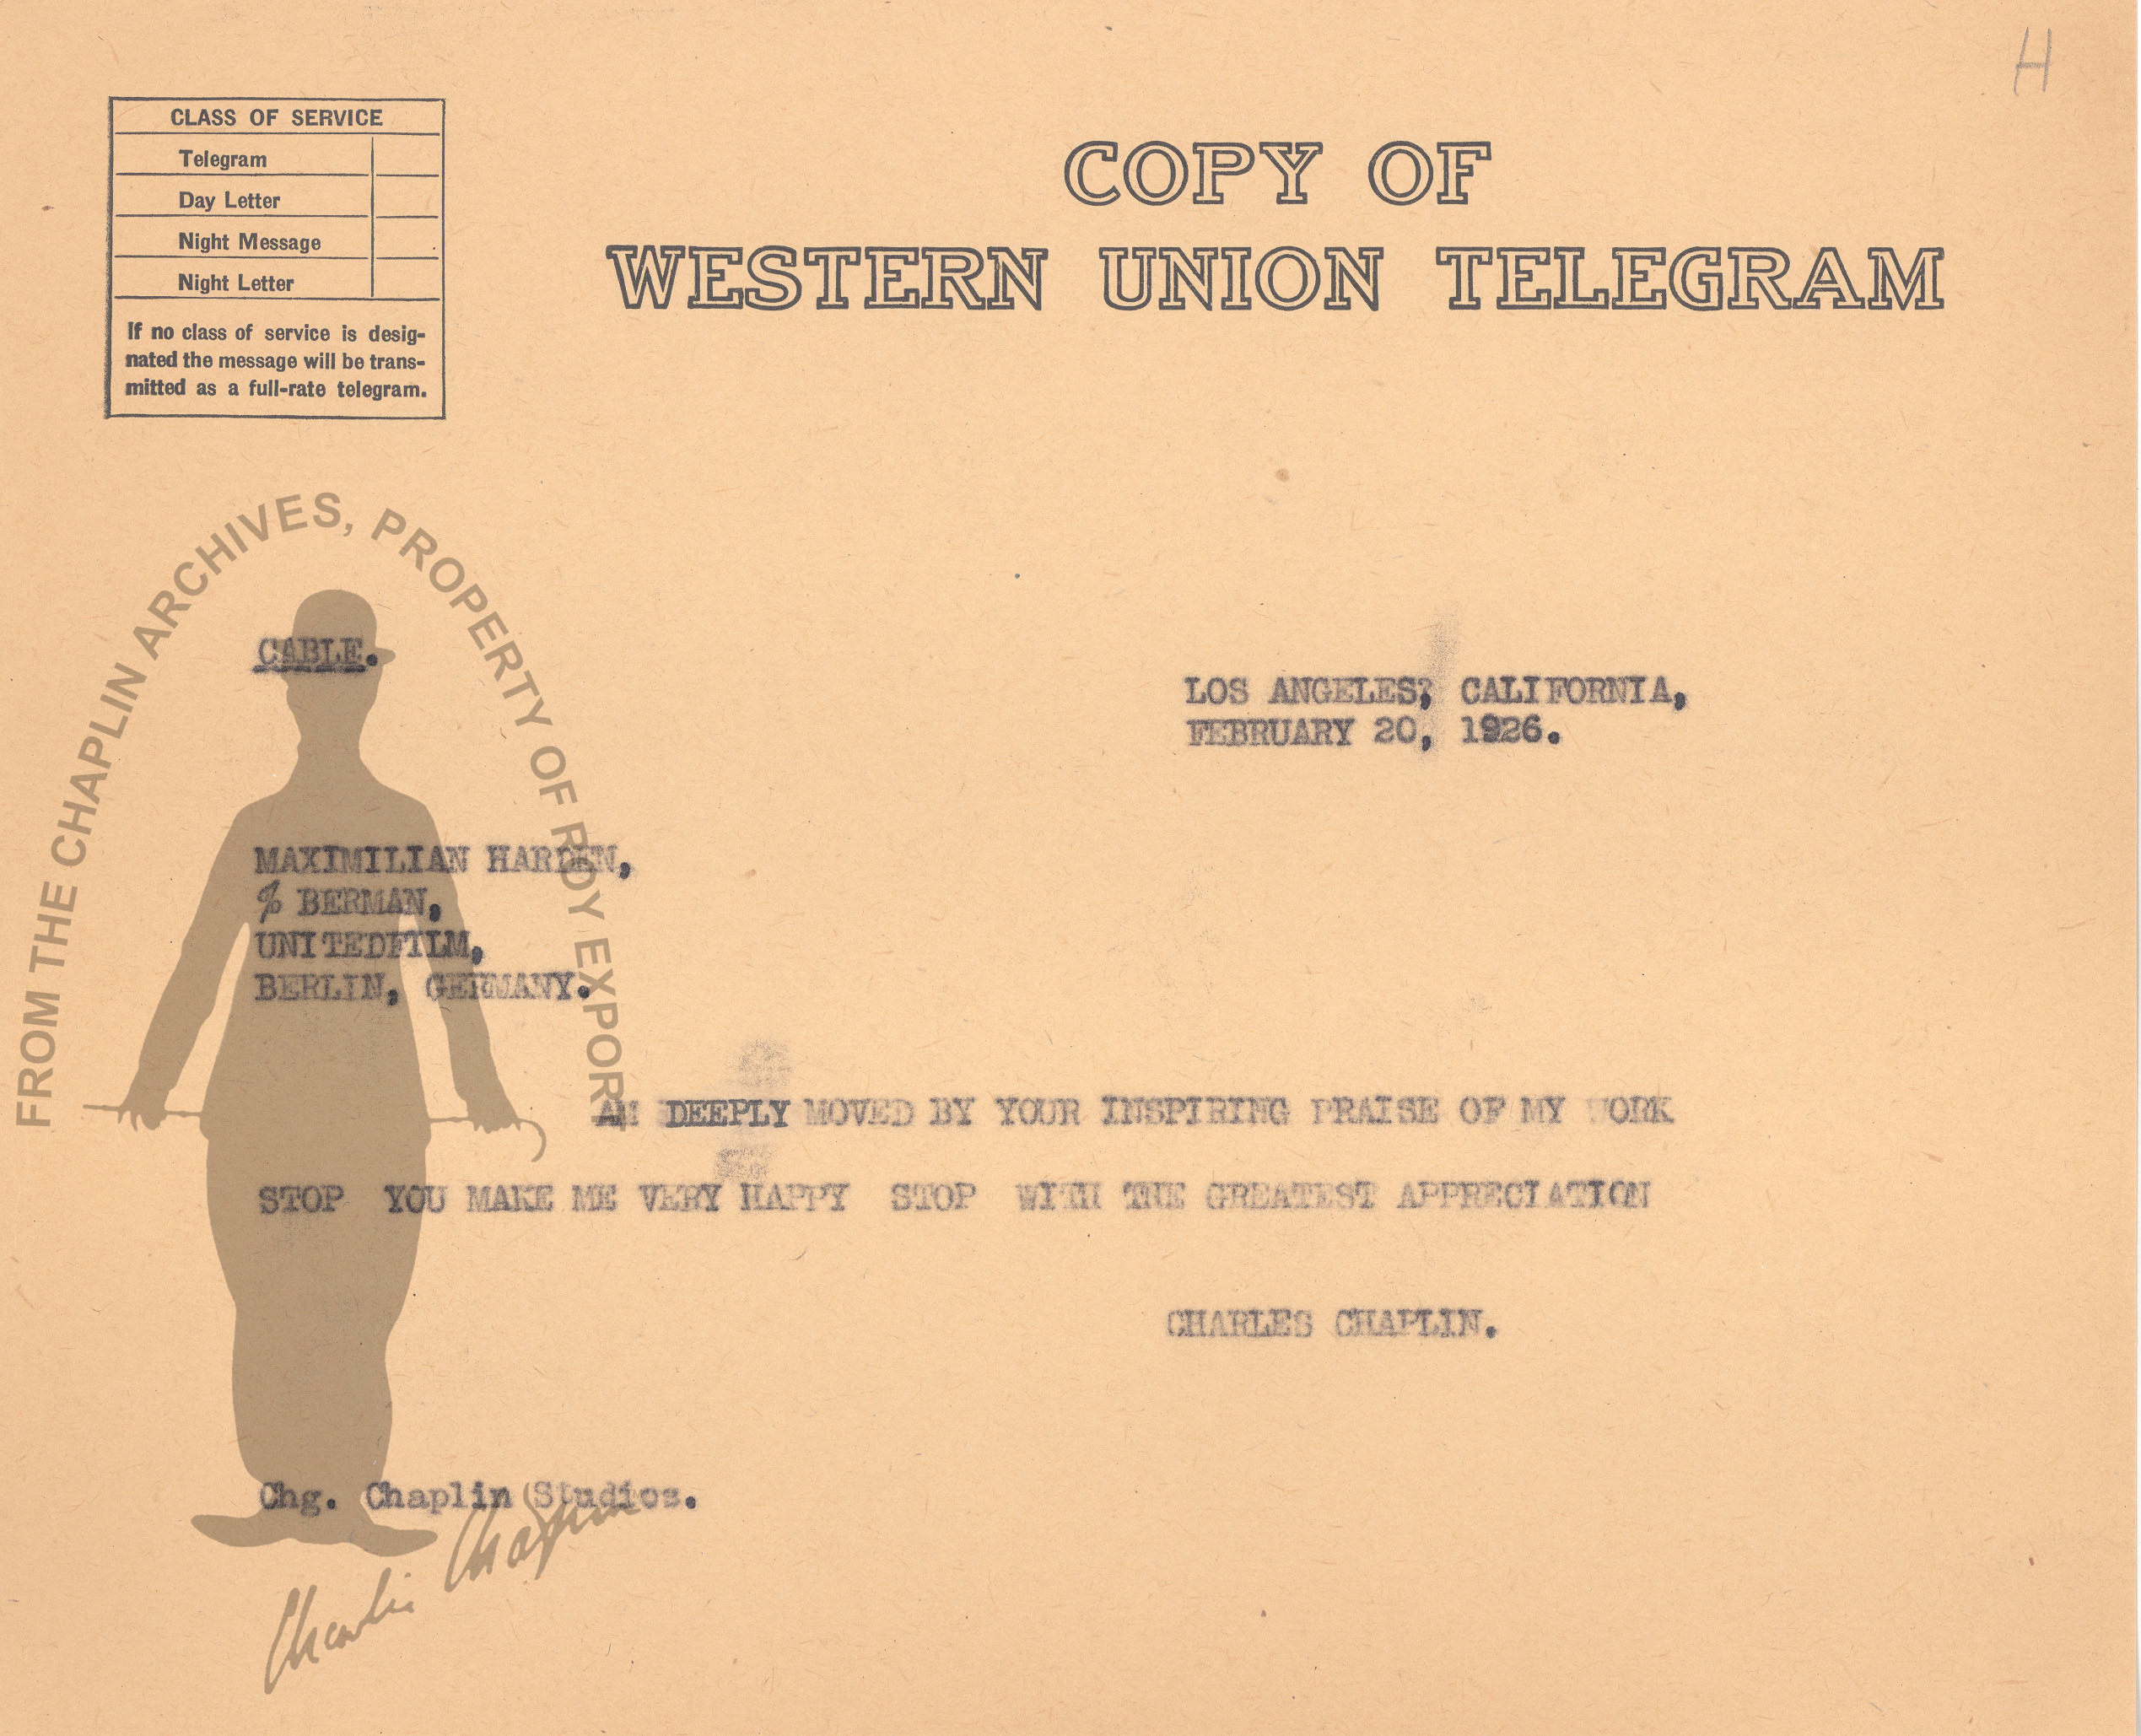 H
CLASS OF SERVICE
Telegram
Day Letter
Night Message
Night Letter
If no class of service is desig-
nated the message will be trans-
mitted as a full-rate telegram.
COPY OF
WESTERN UNION TELEGRAM
FROM THE CHAPLIN ARCHIVES, PROPERTY OF ROY EXPORT
CABLE.
LOS ANGELES, CALIFORNIA,
FEBRUARY 20, 1926.
MAXIMILIAN HARDEN,
% BERMAN,
UNITEDFILM,
BERLIN, GERMANY.
AM DEEPLY MOVED BY YOUR INSPIRING PRAISE OF MY WORK
STOP YOU MAKE ME VERY HAPPY STOP WITH THE GREATEST APPRECIATION
CHARLES CHAPLIN.
Chg. Chaplin Studios.
Charlie Chaplin